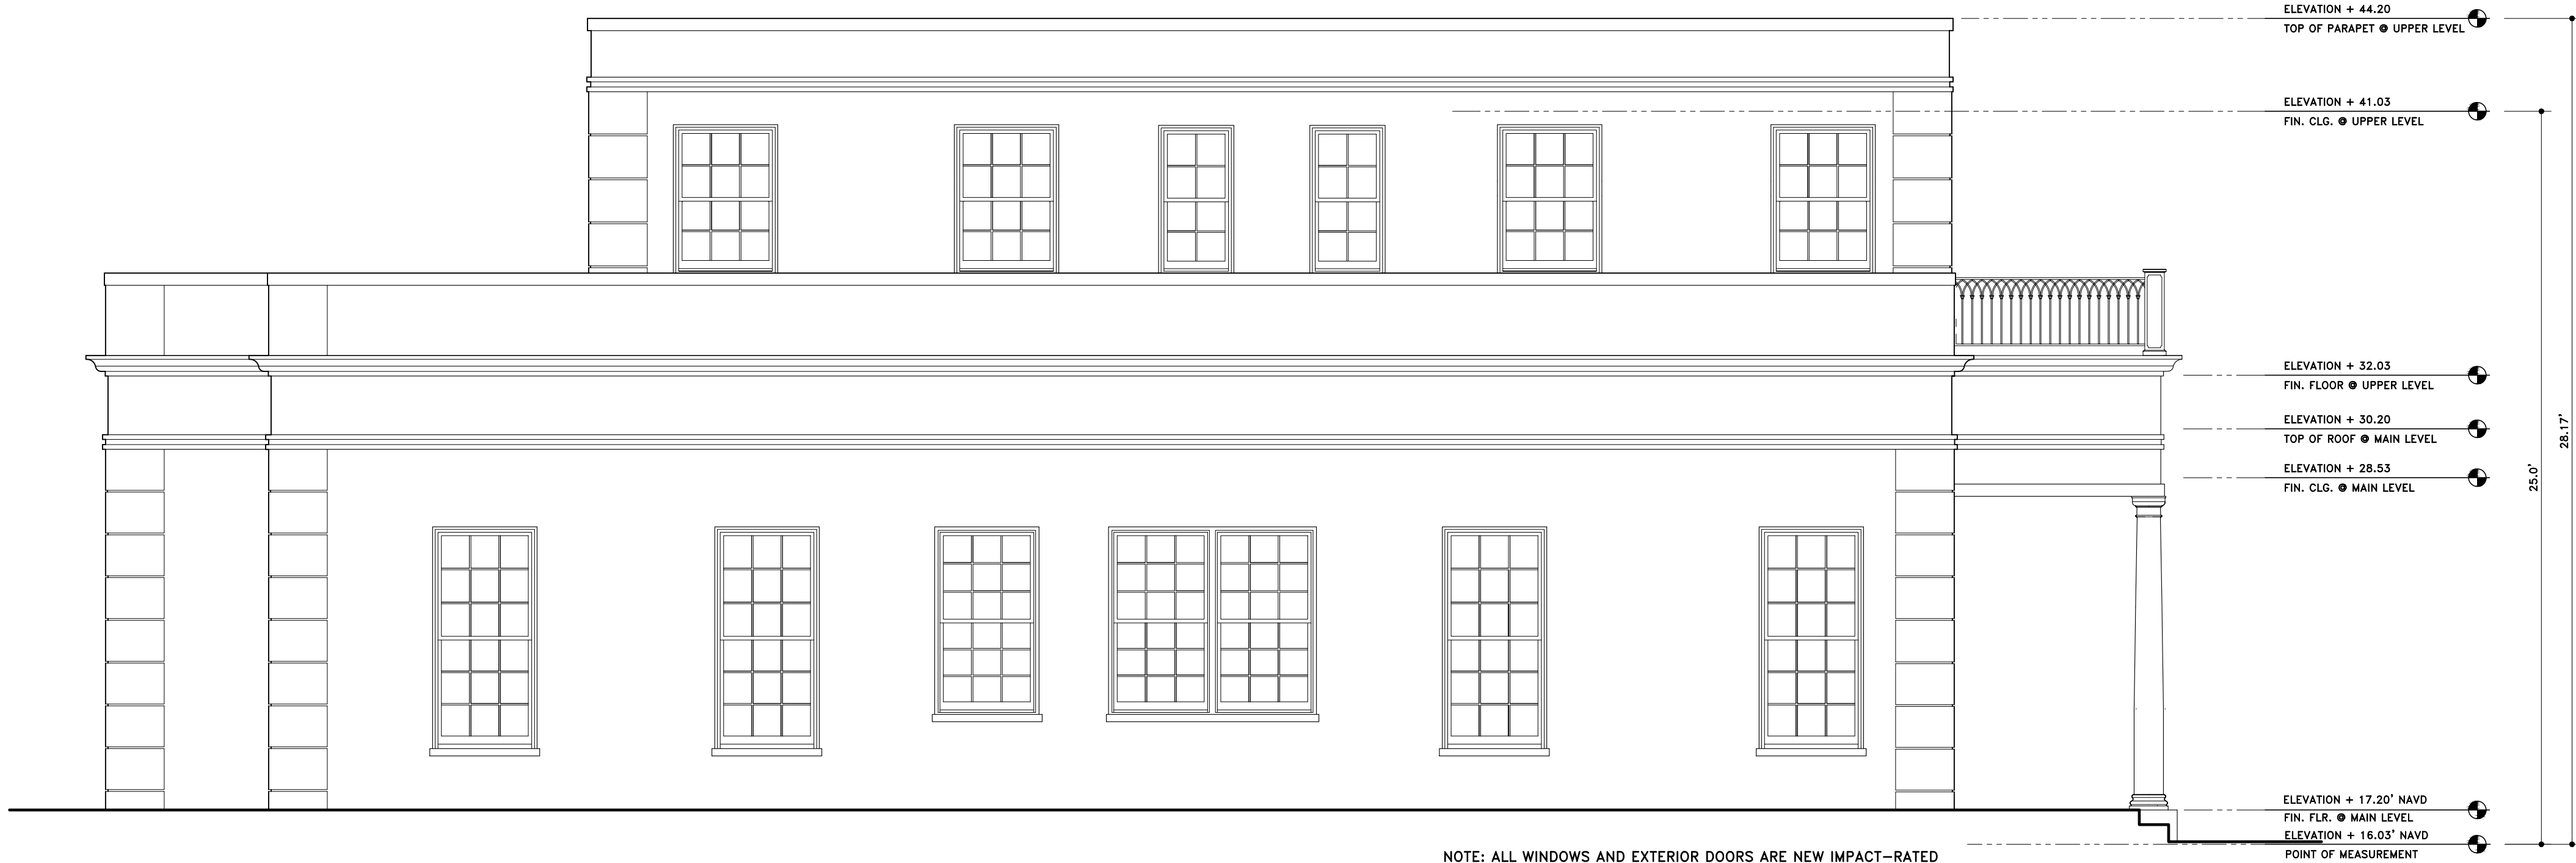 ELEVATION + 44.20
TOP OF PARAPET @ UPPER LEVEL
ELEVATION + 41.03
FIN. CLG. @ UPPER LEVEL
ELEVATION + 32.03
FIN. FLOOR @ UPPER LEVEL
ELEVATION + 30.20
TOP OF ROOF @ MAIN LEVEL
ELEVATION + 28.53
FIN. CLG. @ MAIN LEVEL
28.17'
25.0'
ELEVATION + 17.20' NAVD
FIN. FLR. @ MAIN LEVEL
ELEVATION + 16.03' NAVD
POINT OF MEASUREMENT
NOTE: ALL WINDOWS AND EXTERIOR DOORS ARE NEW IMPACT-RATED